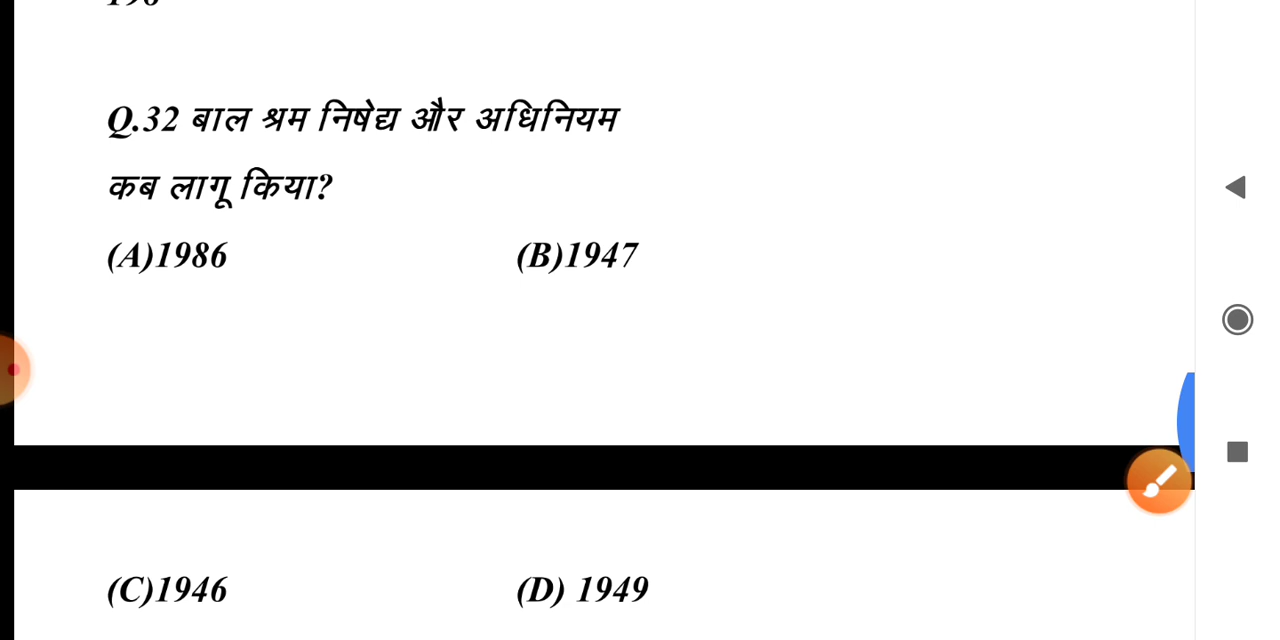 Q.32 बाल श्रम निषेद्य और अधिनियम
कब लागू किया?
(A)1986 (B)1947
(C)1946 (D) 1949